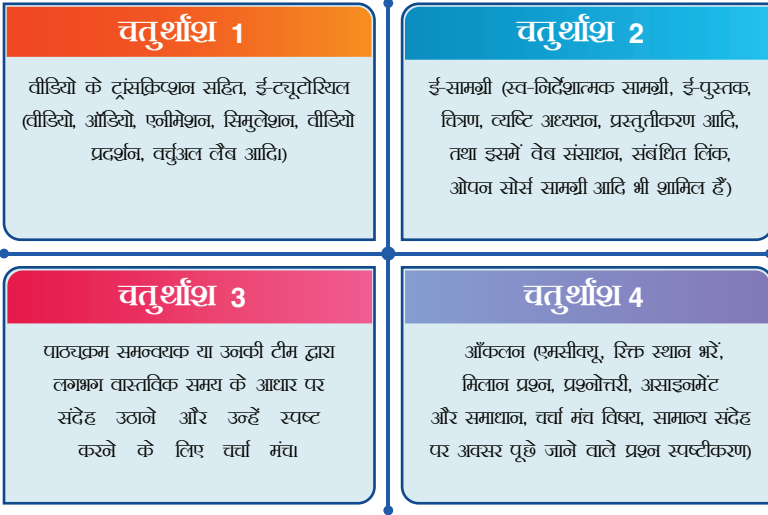 चतुर्थांश 1
वीडियो के ट्रांसक्रिप्शन सहित, ई-ट्यूटोरियल
(वीडियो, ऑडियो, एनीमेशन, सिमुलेशन, वीडियो
प्रदर्शन, वर्चुअल लैब आदि।)
चतुर्थांश 2
ई-सामग्री (स्व-निर्देशात्मक सामग्री, ई-पुस्तक,
चित्रण, व्यष्टि अध्ययन, प्रस्तुतीकरण आदि,
तथा इसमें वेब संसाधन, संबंधित लिंक,
ओपन सोर्स सामग्री आदि भी शामिल हैं)
चतुर्थांश 3
पाठ्यक्रम समन्वयक या उनकी टीम द्वारा
लगभग वास्तविक समय के आधार पर
संदेह उठाने और उन्हें स्पष्ट
करने के लिए चर्चा मंच।
चतुर्थांश 4
आँकलन (एमसीक्यू, रिक्त स्थान भरें,
मिलान प्रश्न, प्रश्नोत्तरी, असाइनमेंट
और समाधान, चर्चा मंच विषय, सामान्य संदेह
पर अक्सर पूछे जाने वाले प्रश्न स्पष्टीकरण)